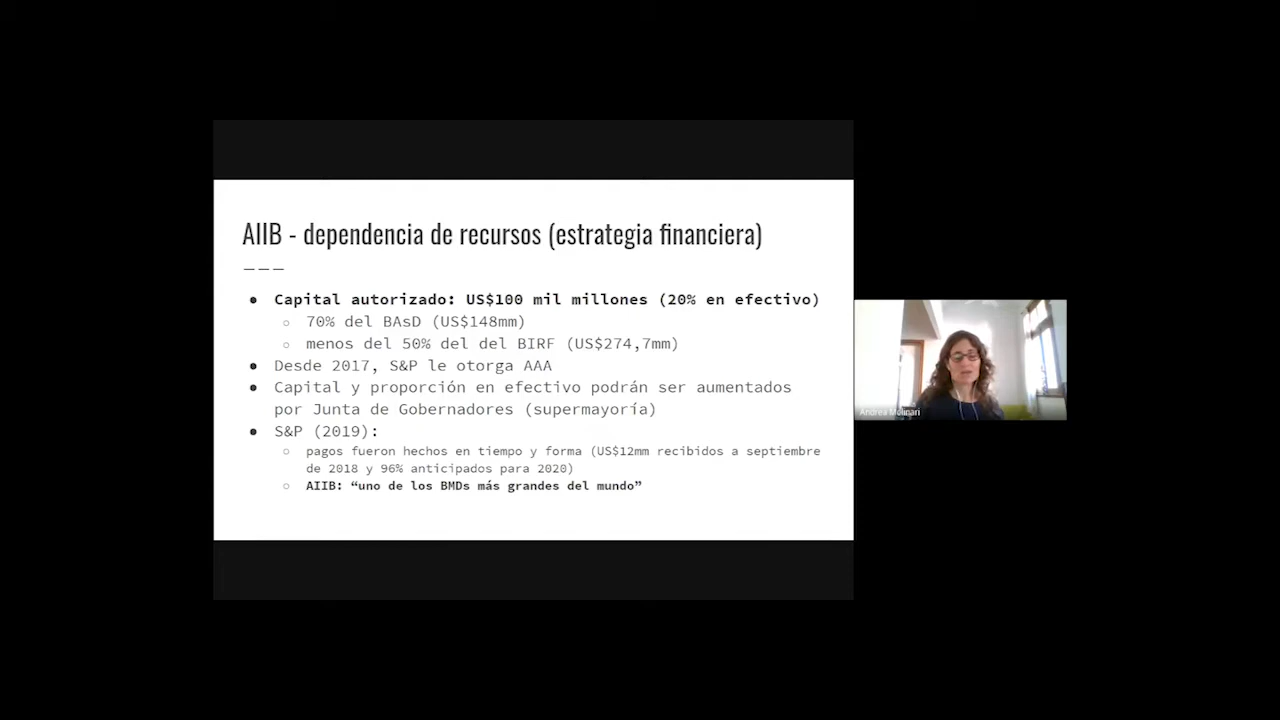 AIIB - dependencia de recursos (estrategia financiera)
___
● Capital autorizado: US$100 mil millones (20% en efectivo)
○ 70% del BAsD (US$148mm)
○ menos del 50% del del BIRF (US$274,7mm)
● Desde 2017, S&P le otorga AAA
● Capital y proporción en efectivo podrán ser aumentados
por Junta de Gobernadores (supermayoría)
● S&P (2019):
○ pagos fueron hechos en tiempo y forma (US$12mm recibidos a septiembre
de 2018 y 96% anticipados para 2020)
○ AIIB: “uno de los BMDs más grandes del mundo”
Andrea Molinari